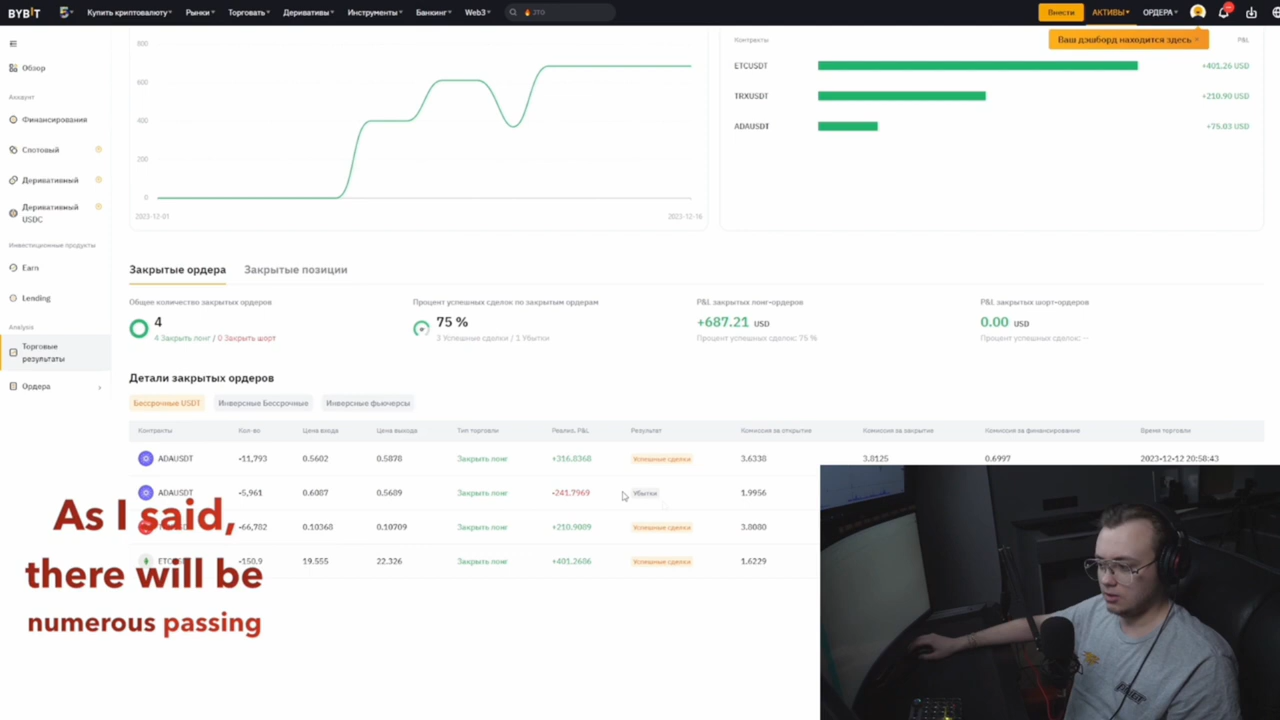 BYBIT
Купить криптовалюту
Рынки
Торговать
Деривативы
Инструменты
Банкинг
Web3
Внести
АКТИВЫ
ОРДЕРА
Ваш дэшборд находится здесь ×
Обзор
Аккаунт
Финансирования
Спотовый
Деривативный
Деривативный
USDC
Инвестиционные продукты
Earn
Lending
Analysis
Торговые
результаты
Ордера
800
600
400
200
0
2023-12-01 2023-12-16
Контракты P&L
ETCUSDT +401.26 USD
TRXUSDT +210.90 USD
ADAUSDT +75.03 USD
Закрытые ордера Закрытые позиции
Общее количество закрытых ордеров
4
4 Закрыть лонг / 0 Закрыть шорт
Процент успешных сделок по закрытым ордерам
75 %
3 Успешные сделки / 1 Убытки
P&L закрытых лонг-ордеров
+687.21 USD
Процент успешных сделок: 75 %
P&L закрытых шорт-ордеров
0.00 USD
Процент успешных сделок: --
Детали закрытых ордеров
Бессрочные USDT Инверсные Бессрочные Инверсные фьючерсы
Контракты Кол-во Цена входа Цена выхода Тип торговли Реализ. P&L Результат Комиссия за открытие Комиссия за закрытие Комиссия за финансирование Время торговли
ADAUSDT -11,793 0.5602 0.5878 Закрыть лонг +316.8368 Успешные сделки 3.6338 3.8125 0.6997 2023-12-12 20:58:43
ADAUSDT -5,961 0.6087 0.5689 Закрыть лонг -241.7969 Убытки 1.9956
-66,782 0.10368 0.10709 Закрыть лонг +210.9089 Успешные сделки 3.8080
-150.9 19.555 22.326 Закрыть лонг +401.2686 Успешные сделки 1.6229
As I said,
there will be
numerous passing